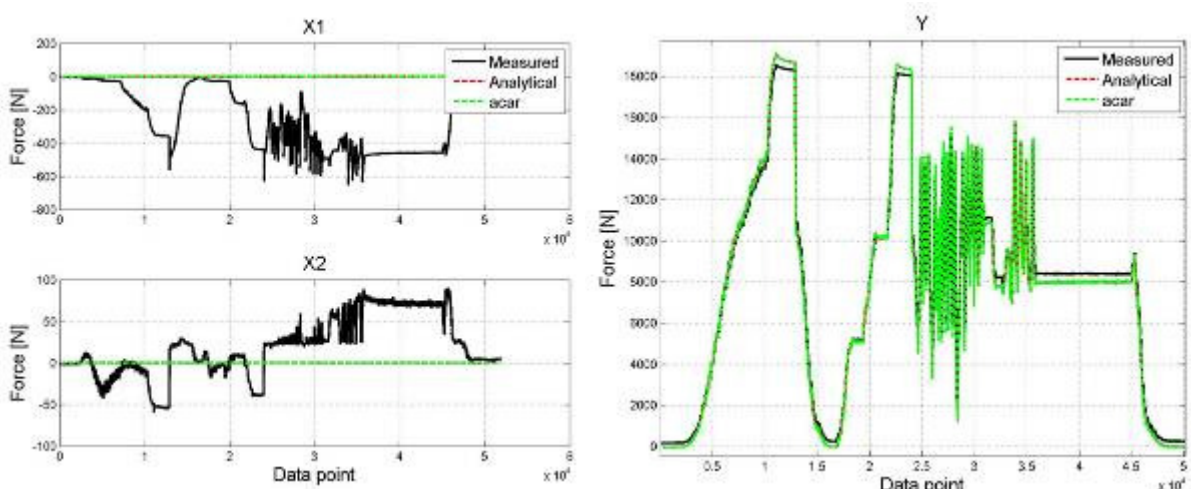 X1
200
0
-200
-400
-600
-800
Force [N]
Measured
Analytical
acar
0
1
2
3
4
5
6
x 10⁴
X2
100
50
0
-50
-100
Force [N]
0
1
2
3
4
5
6
Data point
x 10⁴
Y
18000
16000
14000
12000
10000
8000
6000
4000
2000
0
Force [N]
Measured
Analytical
acar
0.5
1
1.5
2
2.5
3
3.5
4
4.5
5
Data point
x 10⁴